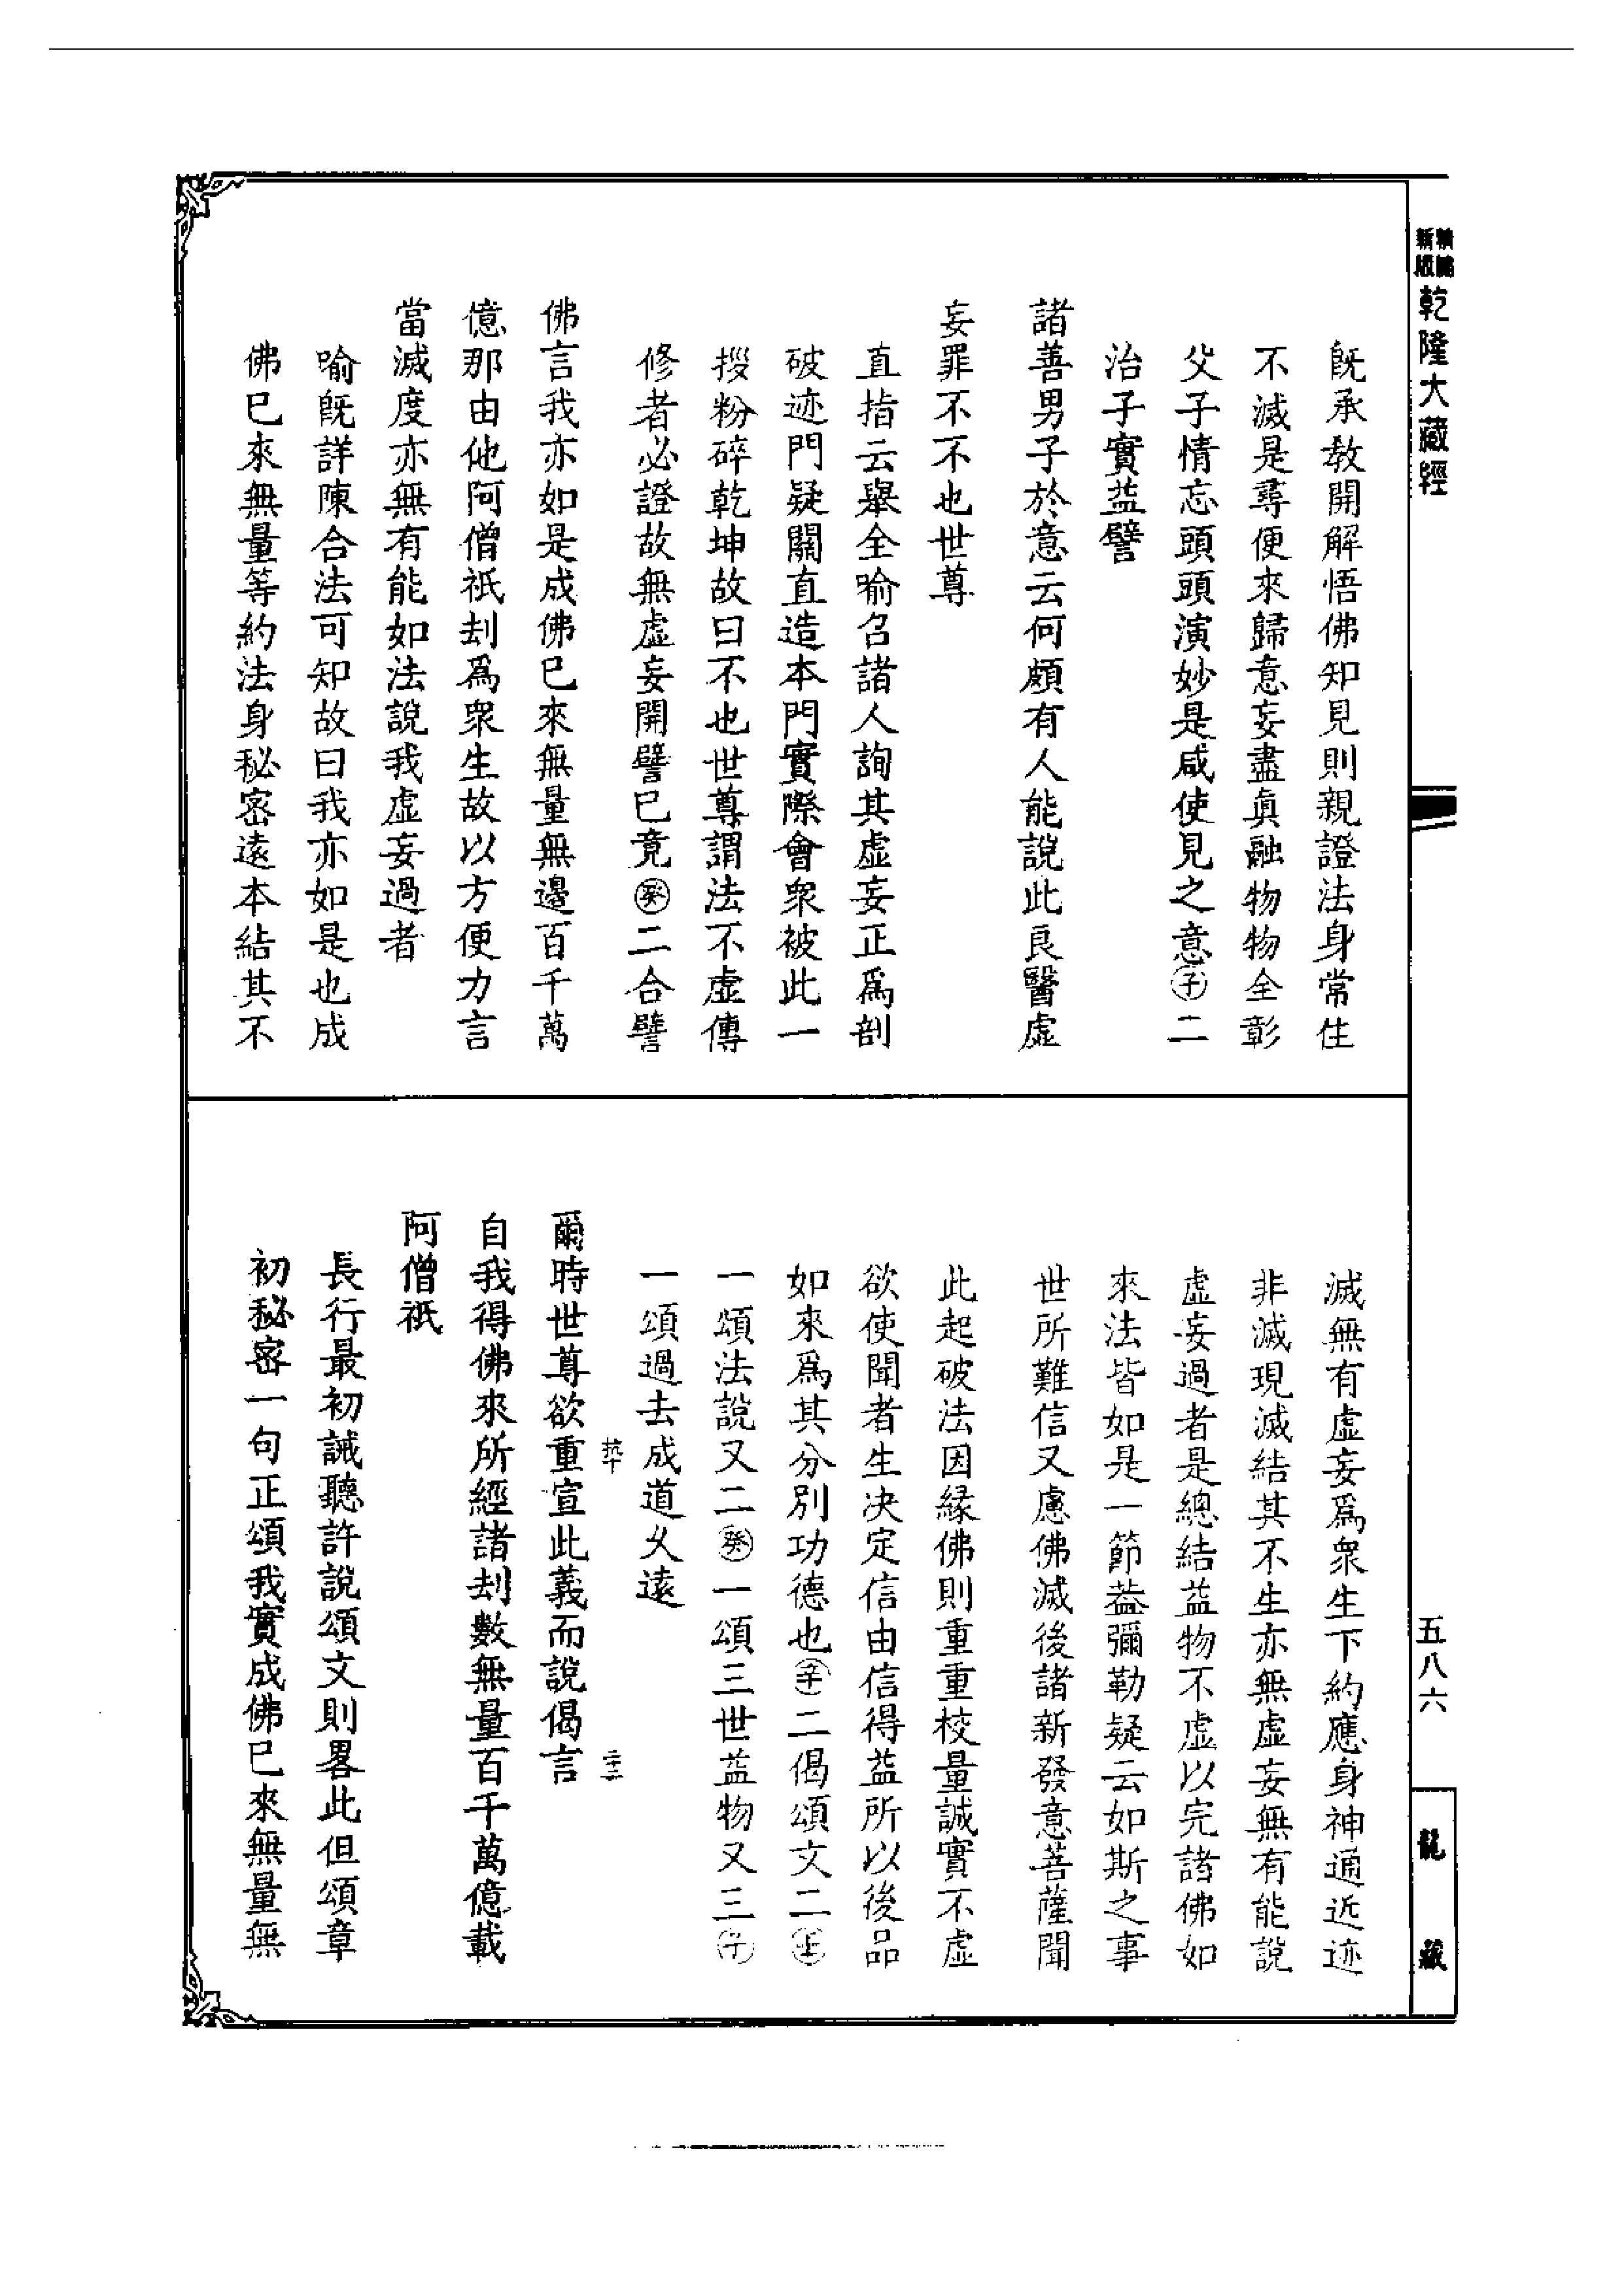 新版
精縮
乾隆大藏經
五八六
龍藏
旣承教開解悟佛知見則親證法身常住
不滅是尋便來歸意妄盡眞融物物全彰
父子情忘頭頭演妙是咸使見之意㊀子二
治子實益譬
諸善男子於意云何頗有人能說此良醫虛
妄罪不不也世尊
直指云舉全喻召諸人詢其虛妄正爲剖
破迹門疑關直造本門實際會衆被此一
撥粉碎乾坤故曰不也世尊謂法不虛傳
修者必證故無虛妄開譬已竟癸二合譬
佛言我亦如是成佛已來無量無邊百千萬
億那由他阿僧祇刦爲衆生故以方便力言
當滅度亦無有能如法說我虛妄過者
喻旣詳陳合法可知故曰我亦如是也成
佛已來無量等約法身秘密遠本結其不
滅無有虛妄爲衆生下約應身神通近迹
非滅現滅結其不生亦無虛妄無有能說
虛妄過者是總結益物不虛以完諸佛如
來法皆如是一節益彌勒疑云如斯之事
世所難信又慮佛滅後諸新發意菩薩聞
此起破法因緣佛則重重校量誠實不虛
欲使聞者生决定信由信得益所以後品
如來爲其分別功德也辛二偈頌文二壬
一頌法說又二癸一頌三世益物又三子
一頌過去成道乆遠
爾時世尊欲重宣此義而說偈言
自我得佛來所經諸刦數無量百千萬億載
阿僧祇
長行最初誡聽許說頌文則畧此但頌章
初秘密一句正頌我實成佛已來無量無